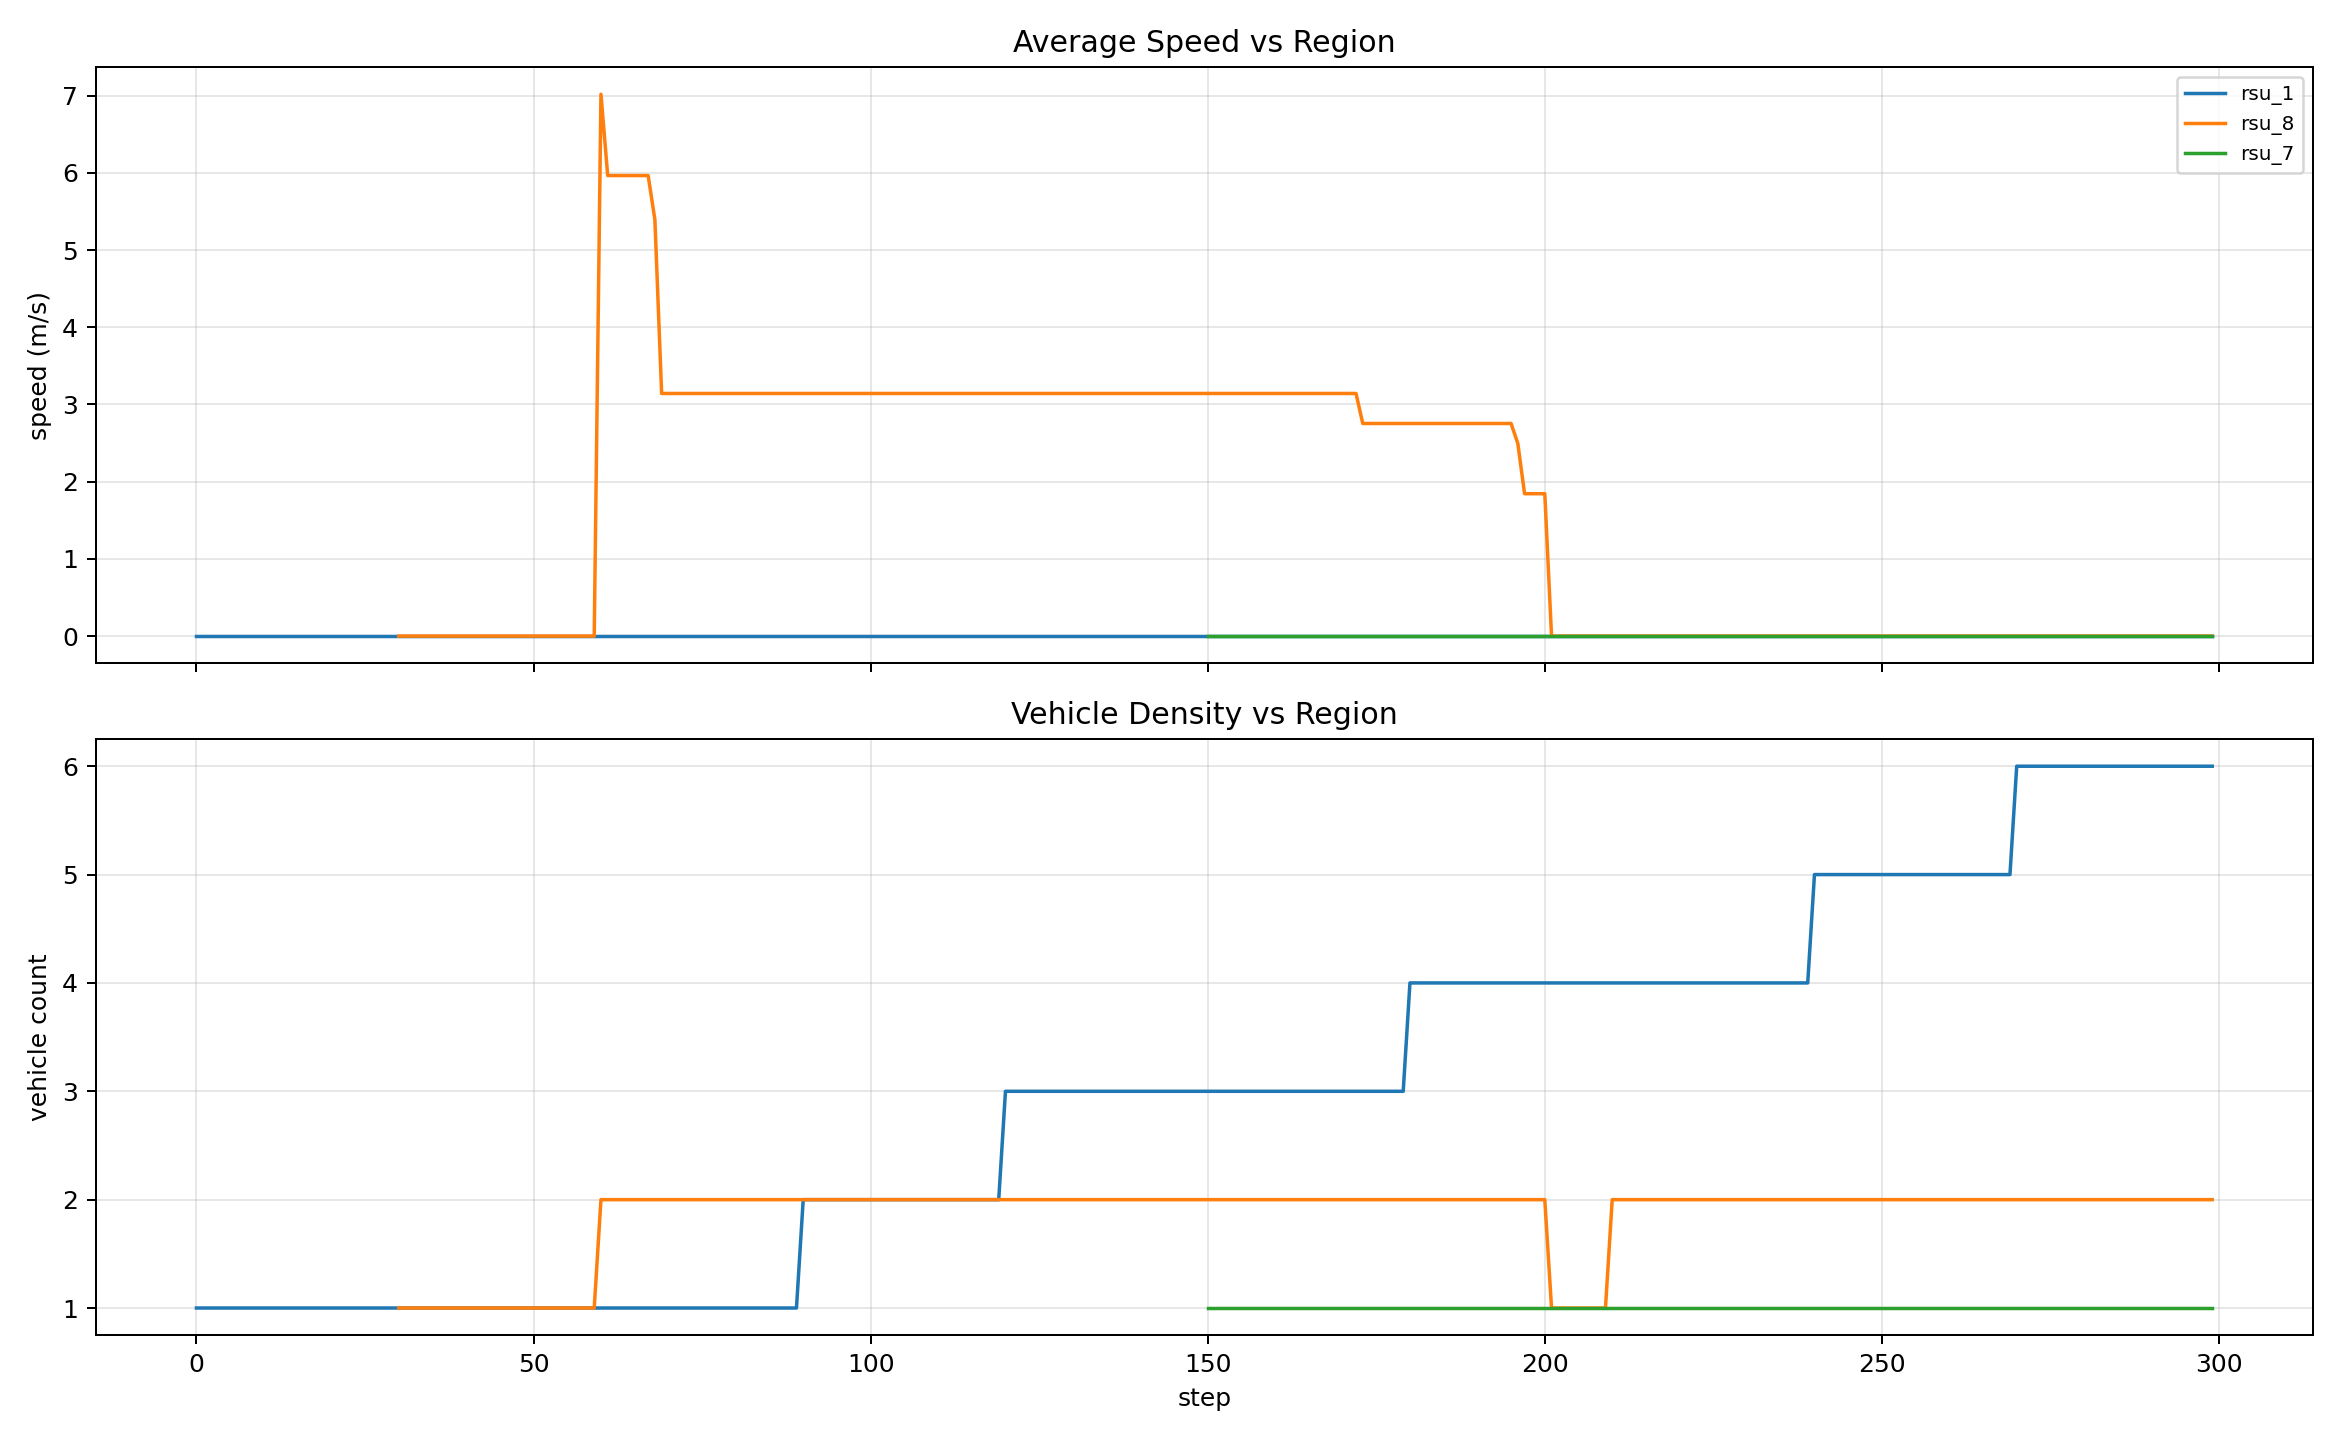 Average Speed vs Region
7
6
5
4
3
2
1
0
speed (m/s)
rsu_1
rsu_8
rsu_7
Vehicle Density vs Region
6
5
4
3
2
1
vehicle count
0 50 100 150 200 250 300
step